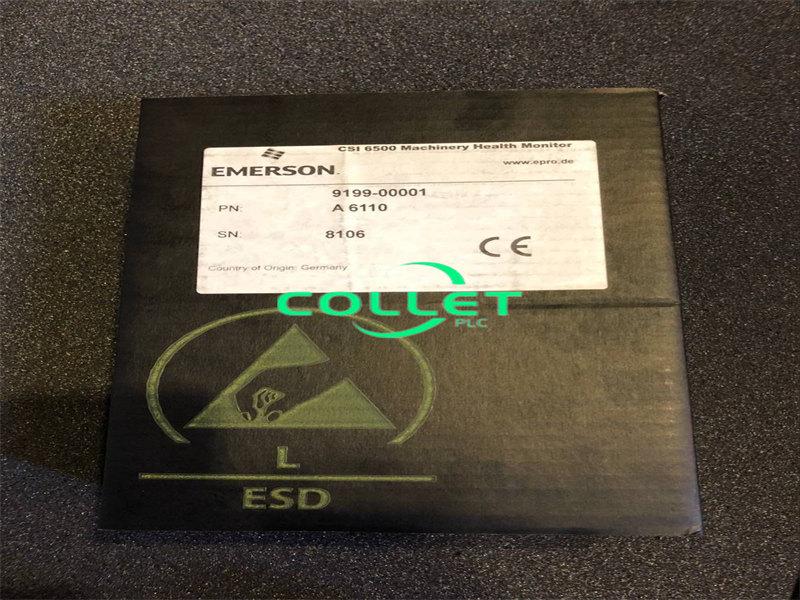 CSI 6500 Machinery Health Monitor
EMERSON.
www.epro.de
9199-00001
PN: A 6110
SN: 8106
CE
Country of Origin: Germany
COLLET
PLC
L
ESD